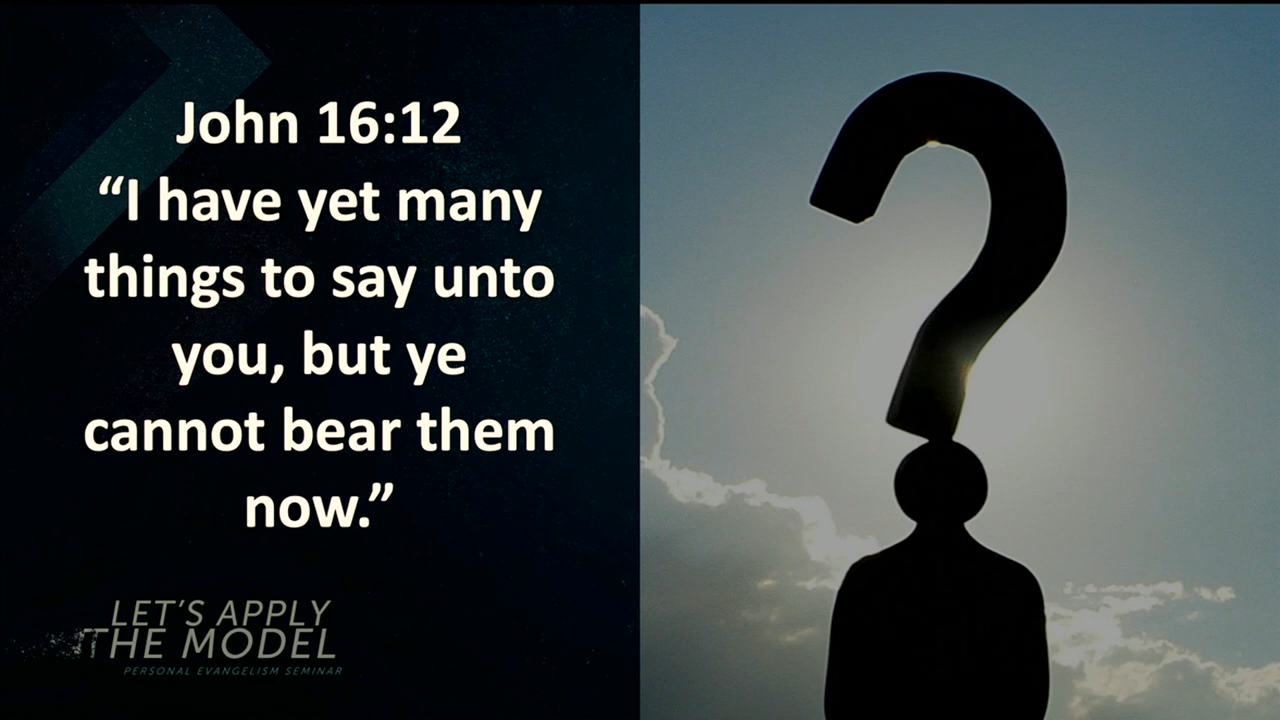 John 16:12
“I have yet many
things to say unto
you, but ye
cannot bear them
now.”
LET’S APPLY
THE MODEL
PERSONAL EVANGELISM SEMINAR